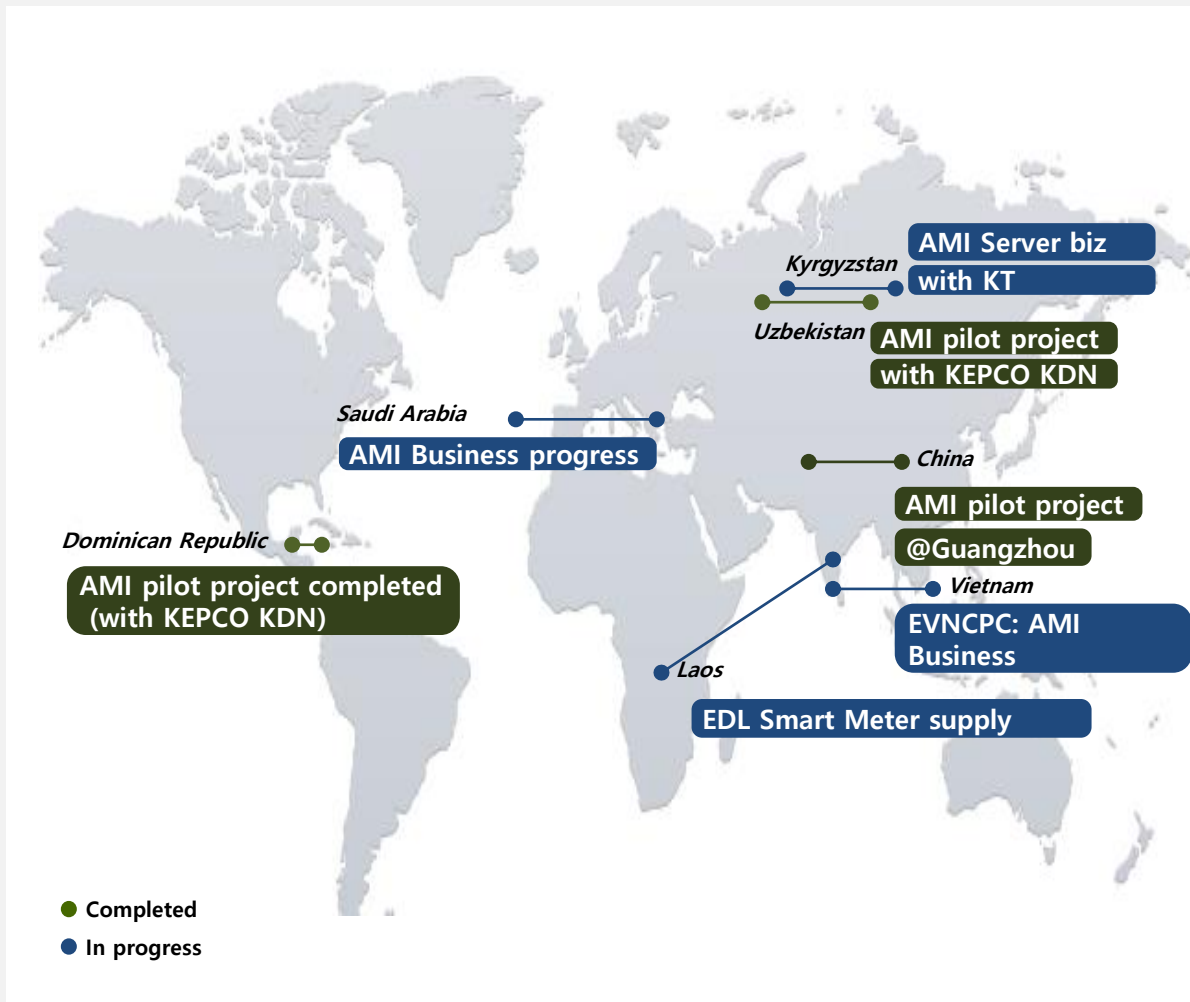 AMI Server biz
with KT
Kyrgyzstan
Uzbekistan
AMI pilot project
with KEPCO KDN
Saudi Arabia
AMI Business progress
China
AMI pilot project
@Guangzhou
Dominican Republic
AMI pilot project completed
(with KEPCO KDN)
Vietnam
EVNCPC: AMI
Business
Laos
EDL Smart Meter supply
Completed
In progress